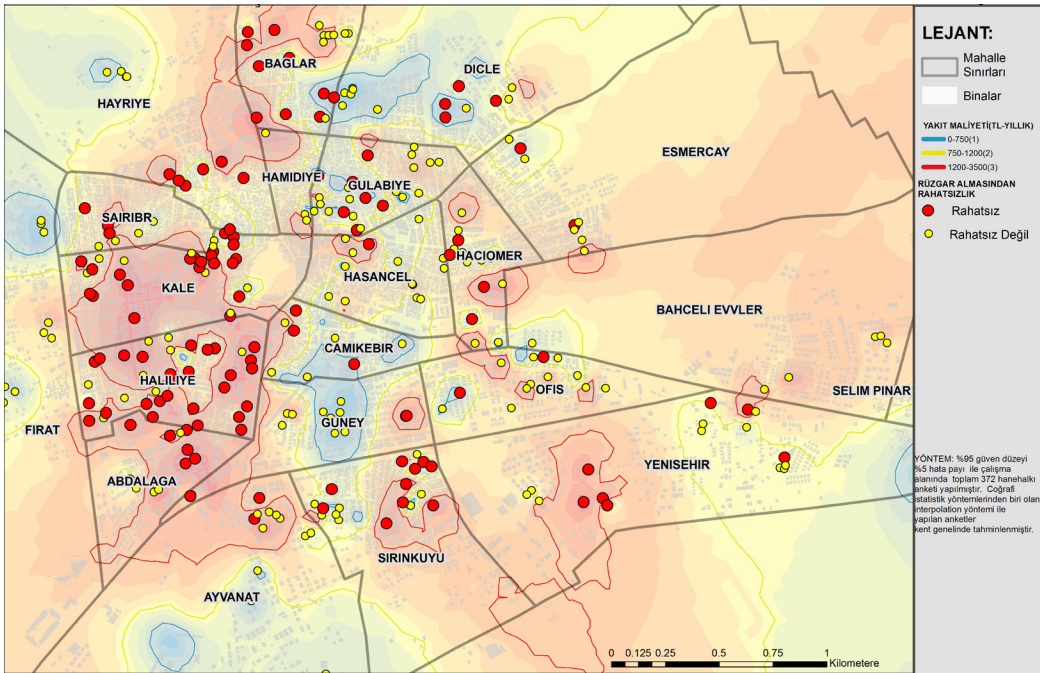 BAĞLAR
DICLE
HAYRIYE
ESMERCAY
HAMIDIYE
GULABIYE
SAIRIBR
HACIOMER
HASANCEL
KALE
BAHCELI EVVLER
CAMIKEBIR
HALILIYE
OFIS
SELIM PINAR
GUNEY
FIRAT
YENISEHIR
ABDALAGA
SIRINKUYU
AYVANAT
0 0.125 0.25 0.5 0.75 1
Kilometere
LEJANT:
Mahalle
Sınırları
Binalar
YAKIT MALİYETİ(TL-YILLIK)
0-750(1)
750-1200(2)
1200-3500(3)
RÜZGAR ALMASINDAN
RAHATSIZLIK
Rahatsız
Rahatsız Değil
YÖNTEM: %95 güven düzeyi
%5 hata payı ile çalışma
alanında toplam 372 hanehalkı
anketi yapılmıştır. Coğrafi
istatistik yöntemlerinden biri olan
interpolation yöntemi ile
yapılan anketler
kent genelinde tahminlenmiştir.